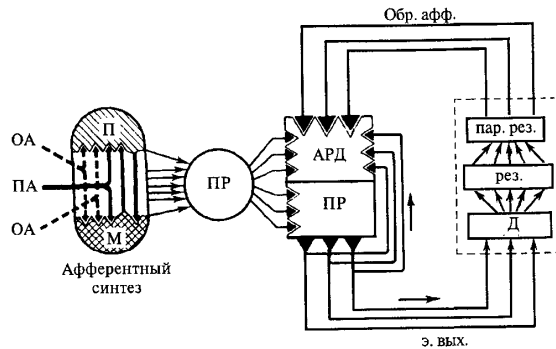 Обр. афф.
П
ОА
ПА
ОА
М
Афферентный
синтез
ПР
АРД
ПР
пар. рез.
рез.
Д
э. вых.